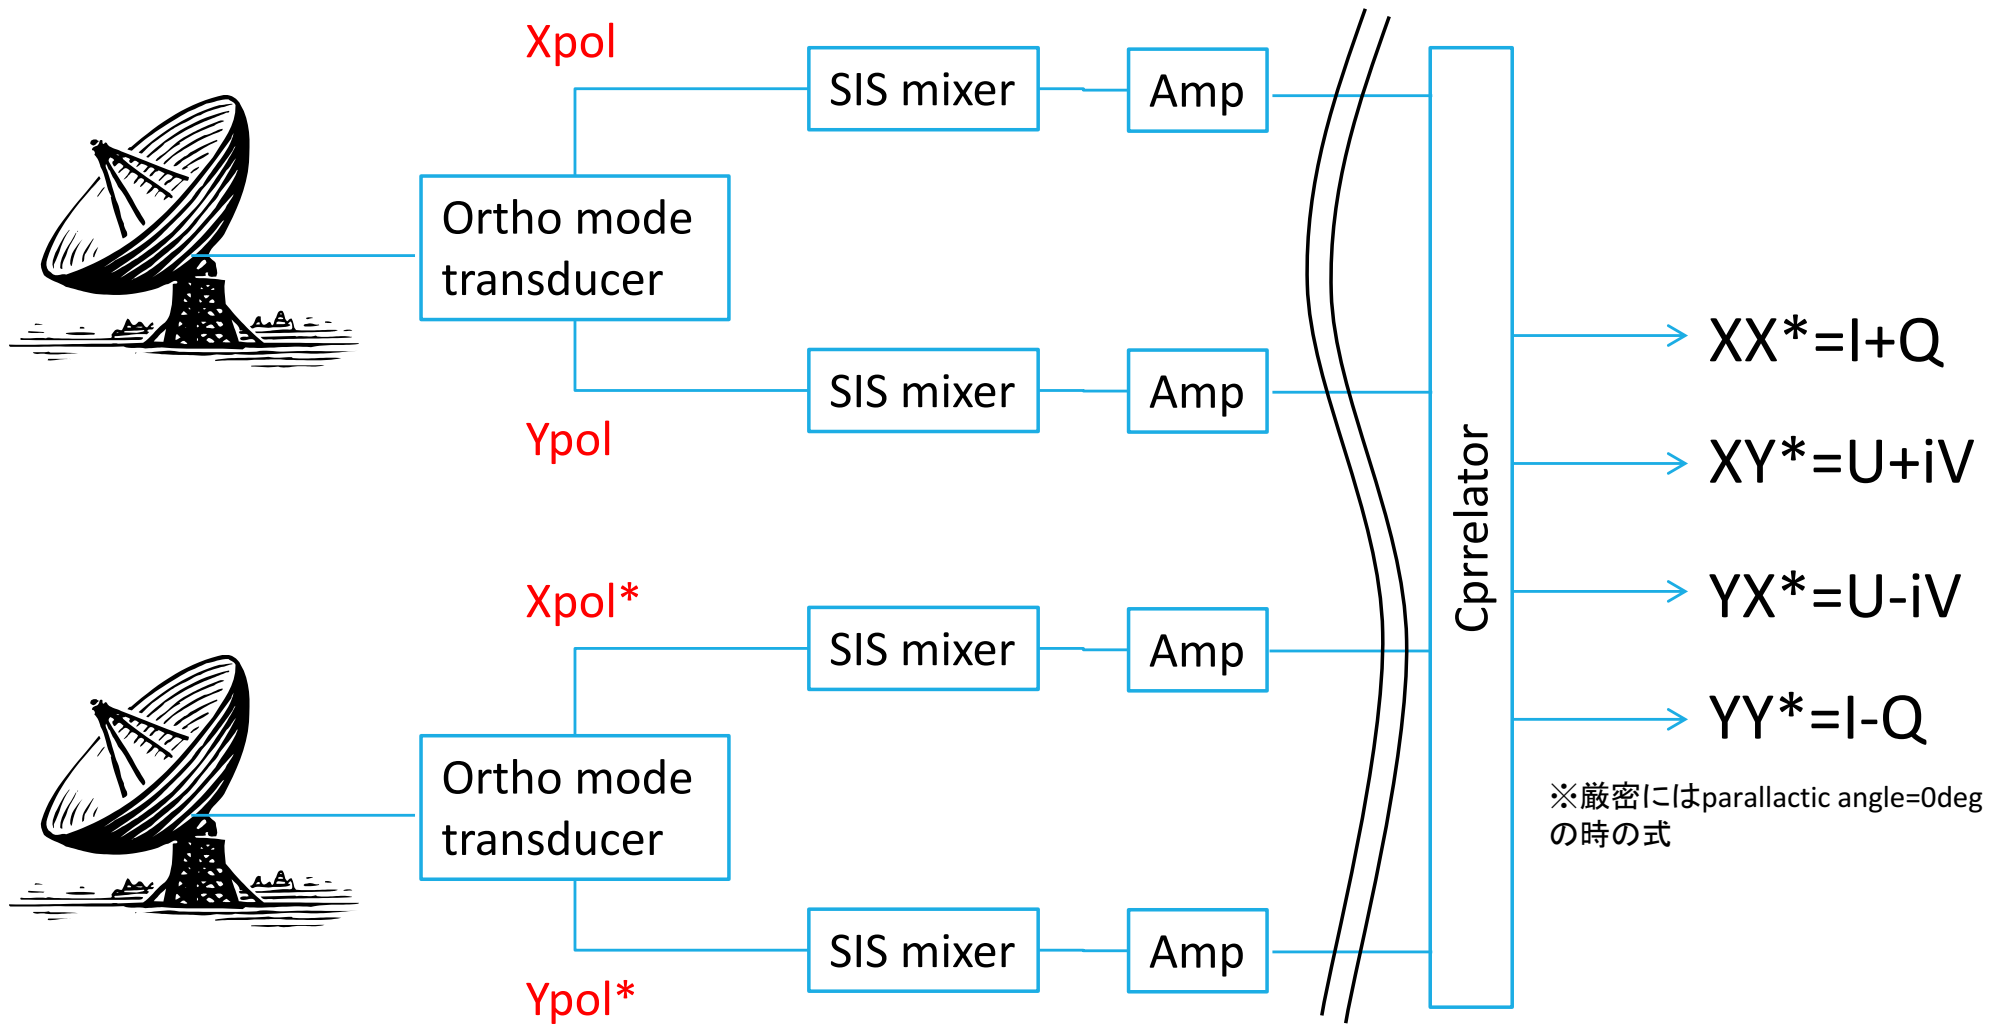 Xpol
SIS mixer
Amp
Ortho mode
transducer
SIS mixer
Amp
Ypol
Xpol*
SIS mixer
Amp
Ortho mode
transducer
SIS mixer
Amp
Ypol*
Cprrelator
XX*=I+Q
XY*=U+iV
YX*=U-iV
YY*=I-Q
※厳密にはparallactic angle=0deg
の時の式